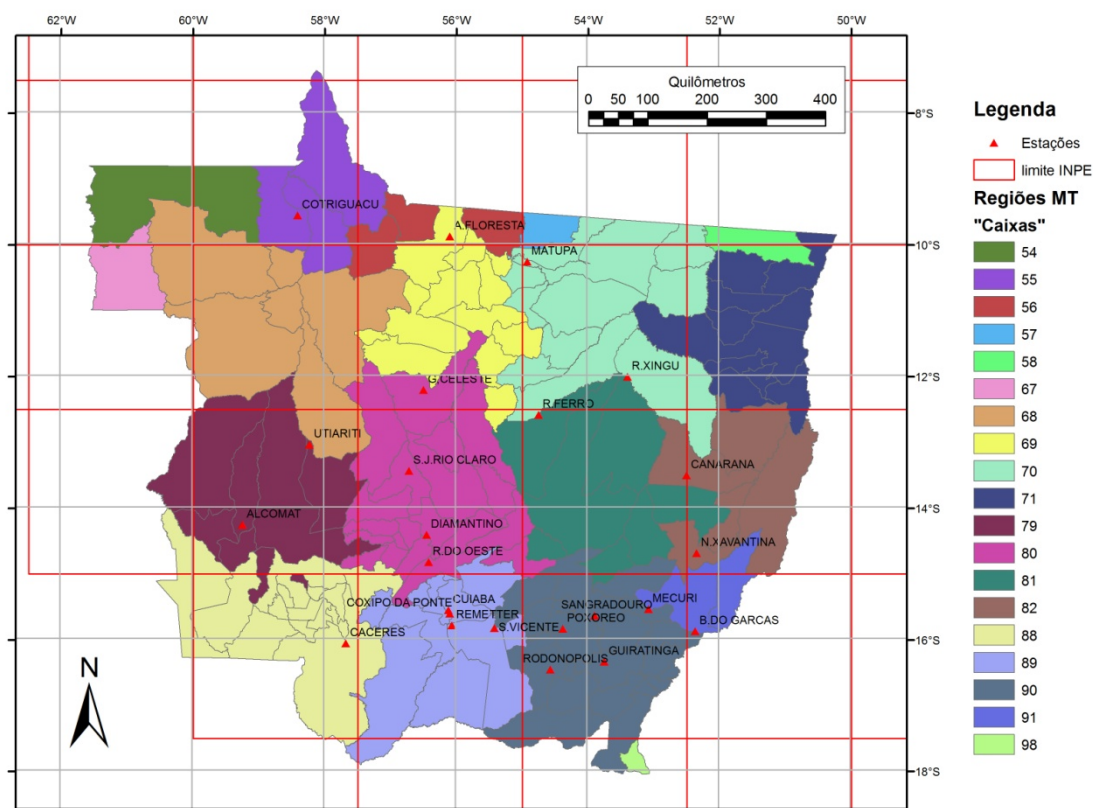 62°W 60°W 58°W 56°W 54°W 52°W 50°W
Quilômetros
0 50 100 200 300 400
8°S
Legenda
Estações
limite INPE
Regiões MT
"Caixas"
54
55
56
57
58
67
68
69
70
71
79
80
81
82
88
89
90
91
98
COTRIGUACU
A.FLORESTA
10°S
MATUPA
R.XINGU
12°S
G.CELESTE
R.FERRO
UTIARITI
S.J.RIO CLARO
CANARANA
14°S
ALCOMAT
DIAMANTINO
N.XAVANTINA
R.DO OESTE
COXIPO DA PONTE
CUIABA
REMETTER
S.VICENTE
SANGRADOURO
POXOREO
MECURI
B.DO GARCAS
CACERES
16°S
RODONOPOLIS
GUIRATINGA
N
18°S